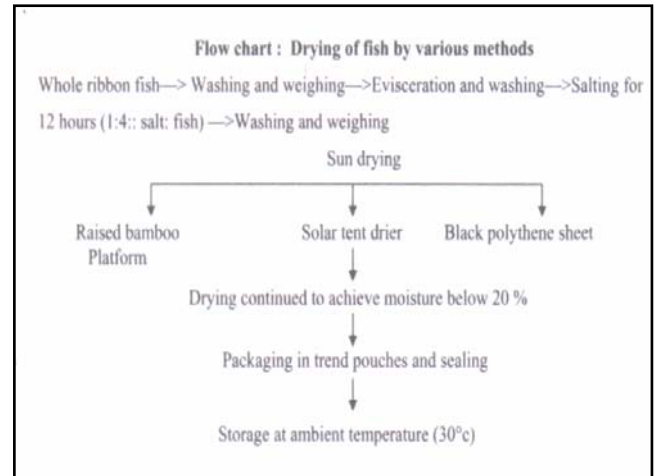 Flow chart : Drying of fish by various methods
Whole ribbon fish—> Washing and weighing—>Evisceration and washing—>Salting for
12 hours (1:4:: salt: fish) —>Washing and weighing
Sun drying
Raised bamboo Solar tent drier Black polythene sheet
Platform
Drying continued to achieve moisture below 20 %
Packaging in trend pouches and sealing
Storage at ambient temperature (30°c)